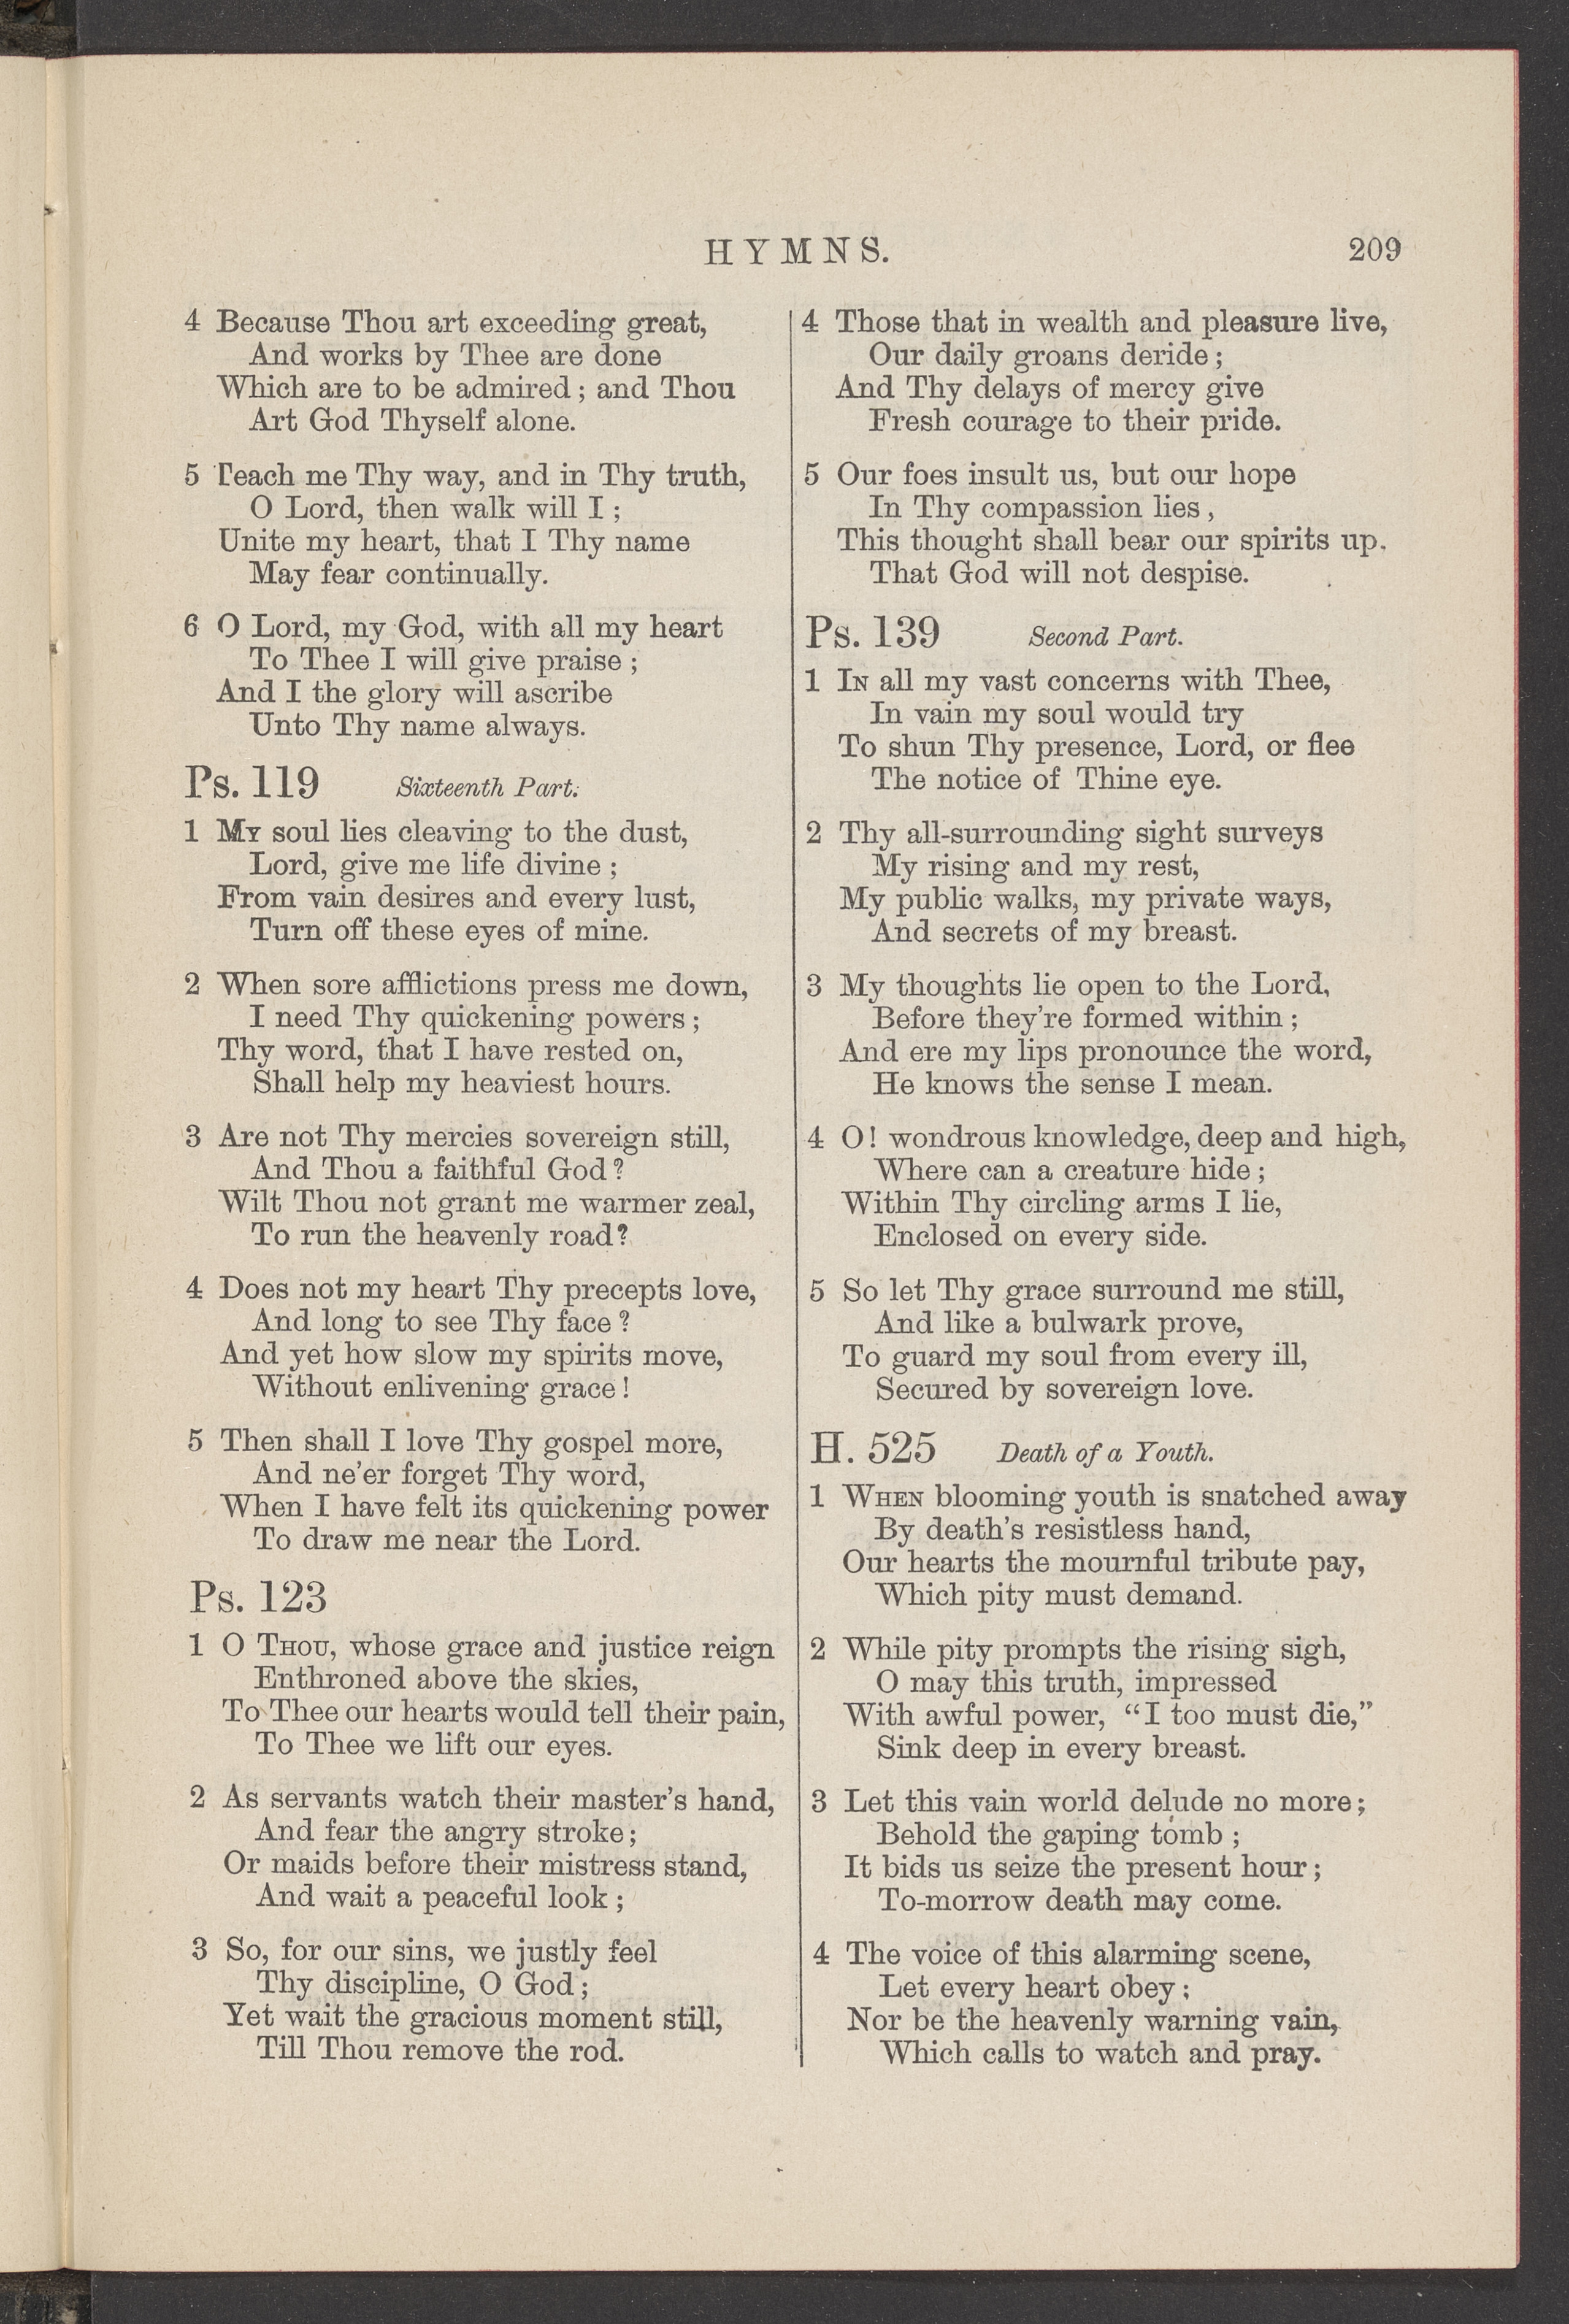 HYMNS.
209
4 Because Thou art exceeding great,
And works by Thee are done
Which are to be admired; and Thou
Art God Thyself alone.
5 Teach me Thy way, and in Thy truth,
O Lord, then walk will I;
Unite my heart, that I Thy name
May fear continually.
6 O Lord, my God, with all my heart
To Thee I will give praise;
And I the glory will ascribe
Unto Thy name always.
Ps. 119 Sixteenth Part.
1 MY soul lies cleaving to the dust,
Lord, give me life divine;
From vain desires and every lust,
Turn off these eyes of mine.
2 When sore afflictions press me down,
I need Thy quickening powers;
Thy word, that I have rested on,
Shall help my heaviest hours.
3 Are not Thy mercies sovereign still,
And Thou a faithful God?
Wilt Thou not grant me warmer zeal,
To run the heavenly road?
4 Does not my heart Thy precepts love,
And long to see Thy face?
And yet how slow my spirits move,
Without enlivening grace!
5 Then shall I love Thy gospel more,
And ne'er forget Thy word,
When I have felt its quickening power
To draw me near the Lord.
Ps. 123
1 O THOU, whose grace and justice reign
Enthroned above the skies,
To Thee our hearts would tell their pain,
To Thee we lift our eyes.
2 As servants watch their master's hand,
And fear the angry stroke;
Or maids before their mistress stand,
And wait a peaceful look;
3 So, for our sins, we justly feel
Thy discipline, O God;
Yet wait the gracious moment still,
Till Thou remove the rod.
4 Those that in wealth and pleasure live,
Our daily groans deride;
And Thy delays of mercy give
Fresh courage to their pride.
5 Our foes insult us, but our hope
In Thy compassion lies,
This thought shall bear our spirits up.
That God will not despise.
Ps. 139 Second Part.
1 IN all my vast concerns with Thee,
In vain my soul would try
To shun Thy presence, Lord, or flee
The notice of Thine eye.
2 Thy all-surrounding sight surveys
My rising and my rest,
My public walks, my private ways,
And secrets of my breast.
3 My thoughts lie open to the Lord,
Before they're formed within;
And ere my lips pronounce the word,
He knows the sense I mean.
4 O! wondrous knowledge, deep and high,
Where can a creature hide;
Within Thy circling arms I lie,
Enclosed on every side.
5 So let Thy grace surround me still,
And like a bulwark prove,
To guard my soul from every ill,
Secured by sovereign love.
H. 525 Death of a Youth.
1 WHEN blooming youth is snatched away
By death's resistless hand,
Our hearts the mournful tribute pay,
Which pity must demand.
2 While pity prompts the rising sigh,
O may this truth, impressed
With awful power, "I too must die,"
Sink deep in every breast.
3 Let this vain world delude no more;
Behold the gaping tomb;
It bids us seize the present hour;
To-morrow death may come.
4 The voice of this alarming scene,
Let every heart obey;
Nor be the heavenly warning vain,
Which calls to watch and pray.